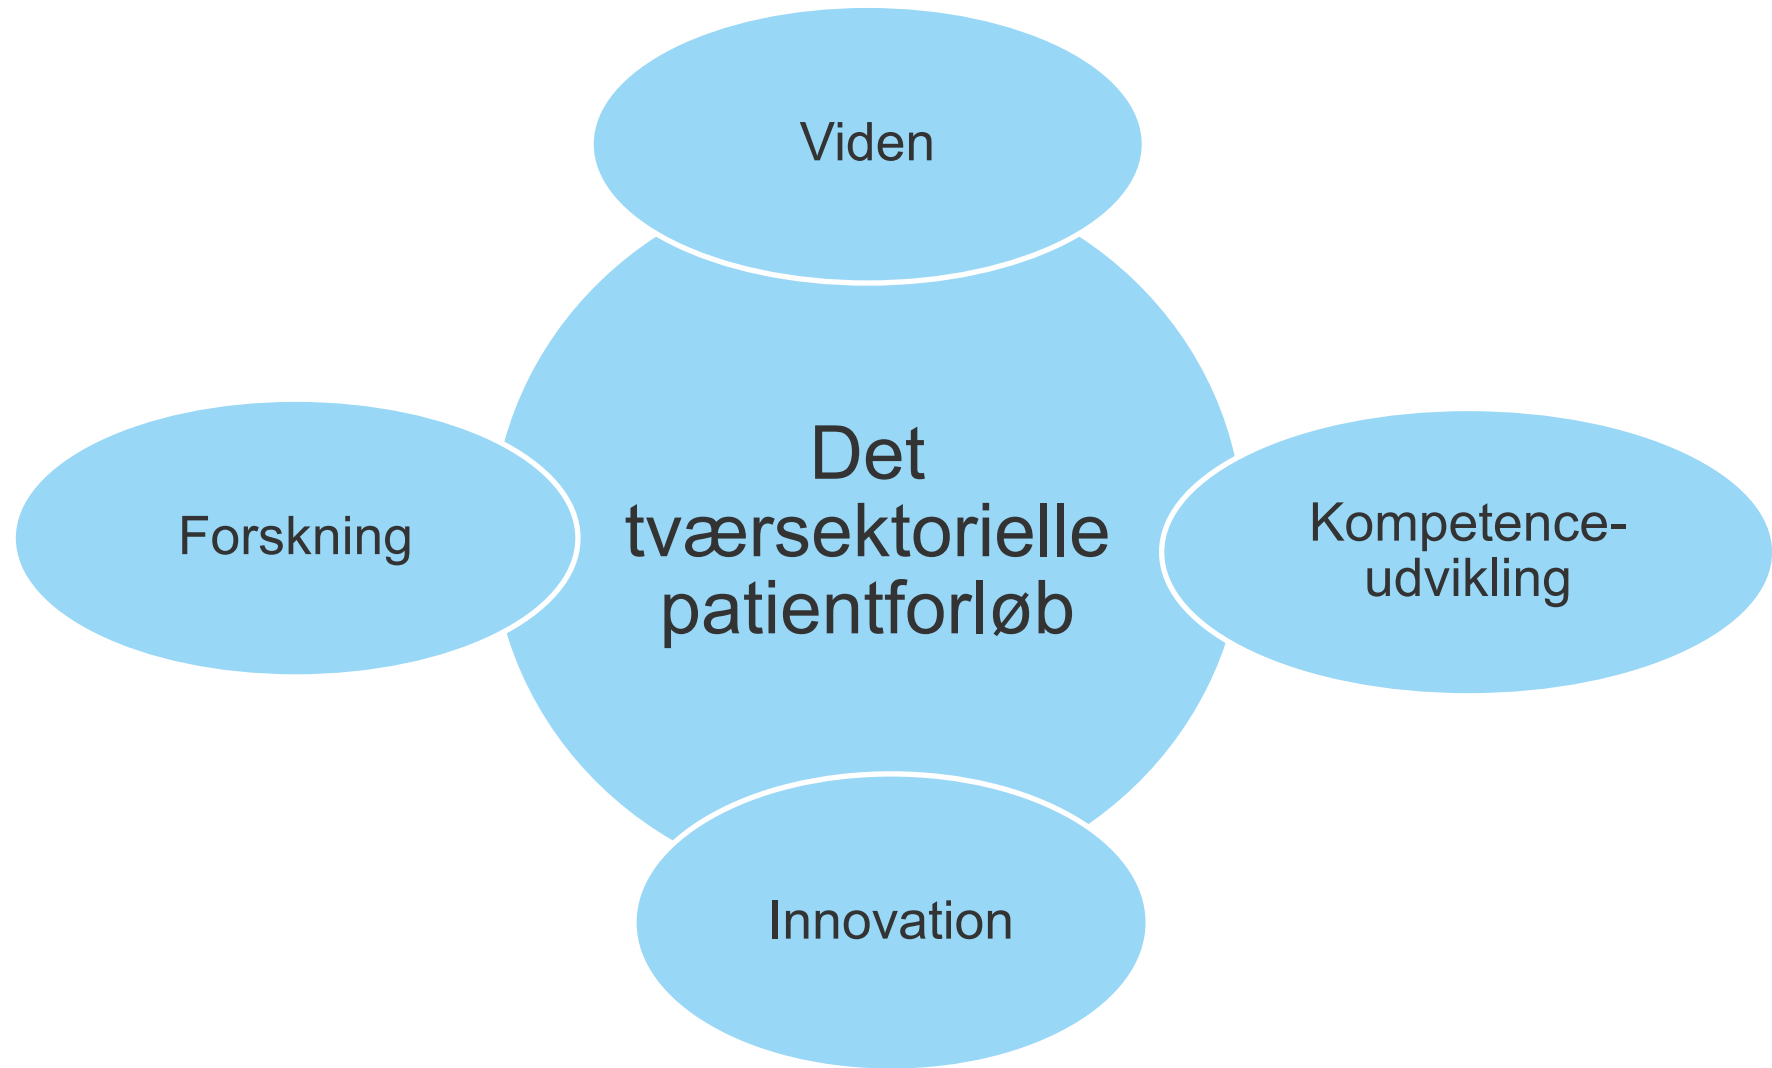 Viden
Forskning
Det
tværsektorielle
patientforløb
Kompetence-
udvikling
Innovation